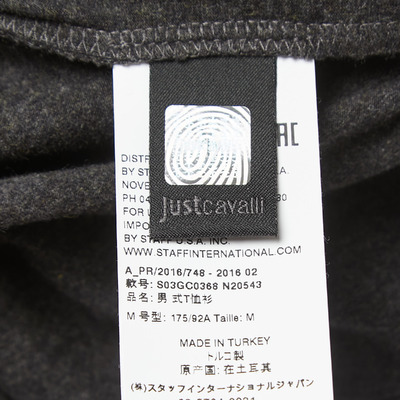 AC
Justcavalli
DISTR
BY ST A.
NOVE
PH 04 30
FOR
IMPO
BY STAFF U.S.A. INC.
WWW.STAFFINTERNATIONAL.COM
A_PR/2016/748 - 2016 02
款号: S03GC0368 N20543
品名: 男 式T恤衫
M 号型: 175/92A Taille: M
MADE IN TURKEY
トルコ製
原产国: 在土耳其
(株)スタッフインターナショナルジャパン